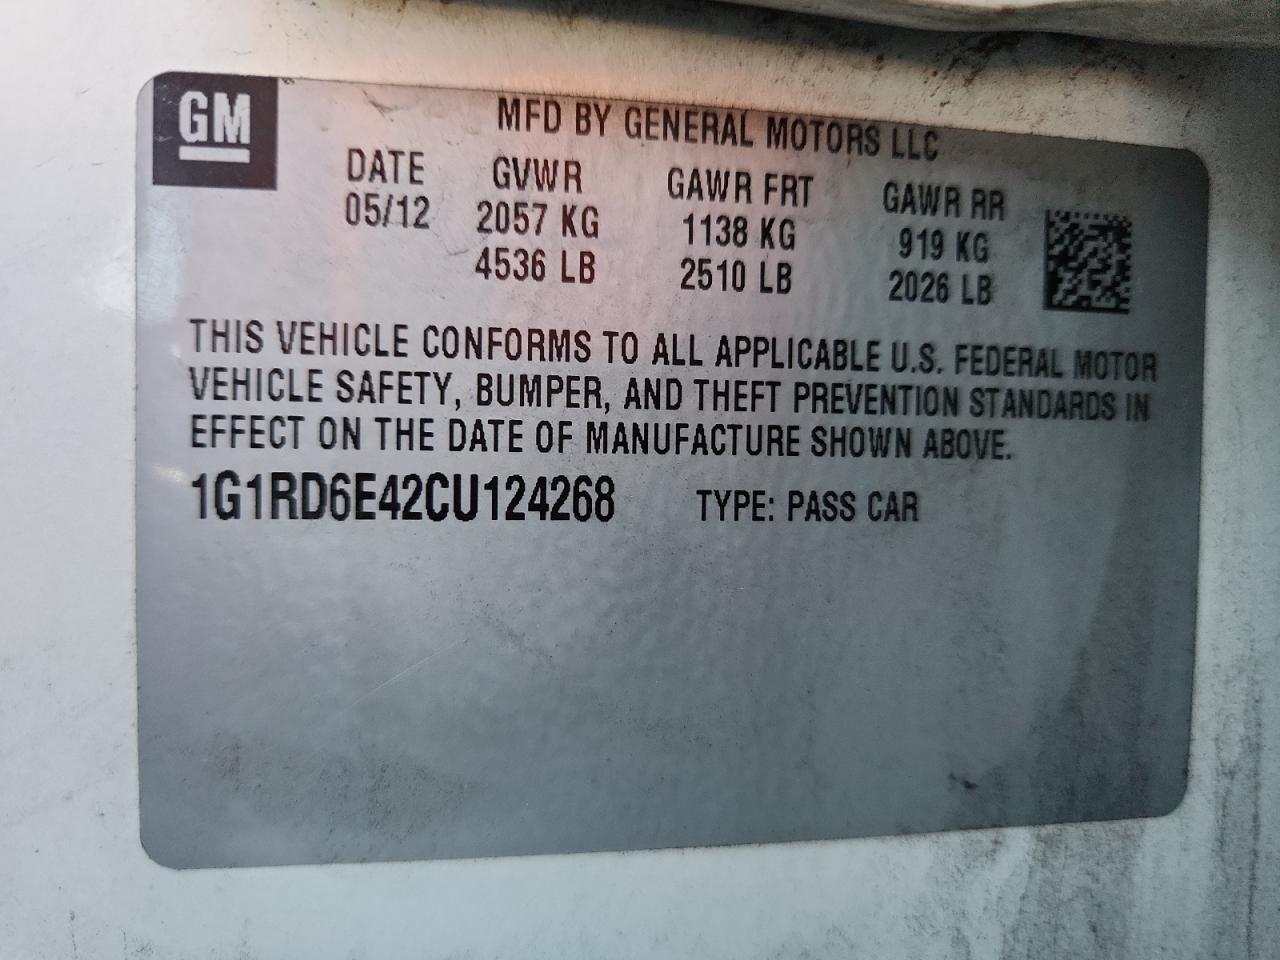 GM
MFD BY GENERAL MOTORS LLC
DATE GVWR GAWR FRT GAWR RR
05/12 2057 KG 1138 KG 919 KG
4536 LB 2510 LB 2026 LB
THIS VEHICLE CONFORMS TO ALL APPLICABLE U.S. FEDERAL MOTOR
VEHICLE SAFETY, BUMPER, AND THEFT PREVENTION STANDARDS IN
EFFECT ON THE DATE OF MANUFACTURE SHOWN ABOVE.
1G1RD6E42CU124268 TYPE: PASS CAR